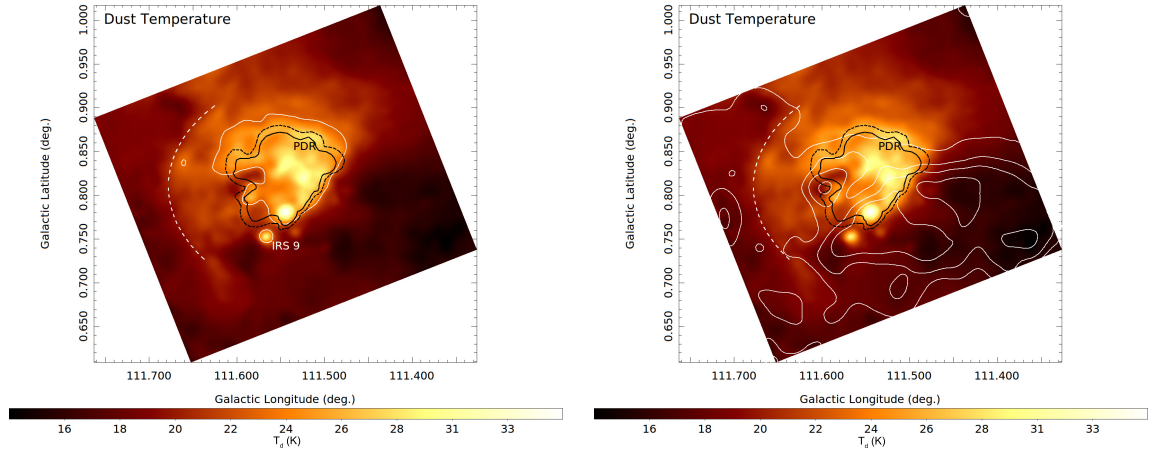 Dust Temperature
PDR
IRS 9
1.000
0.950
0.900
0.850
0.800
0.750
0.700
0.650
Galactic Latitude (deg.)
111.700 111.600 111.500 111.400
Galactic Longitude (deg.)
16 18 20 22 24 26 28 31 33
T_d (K)
Dust Temperature
PDR
1.000
0.950
0.900
0.850
0.800
0.750
0.700
0.650
Galactic Latitude (deg.)
111.700 111.600 111.500 111.400
Galactic Longitude (deg.)
16 18 20 22 24 26 28 31 33
T_d (K)